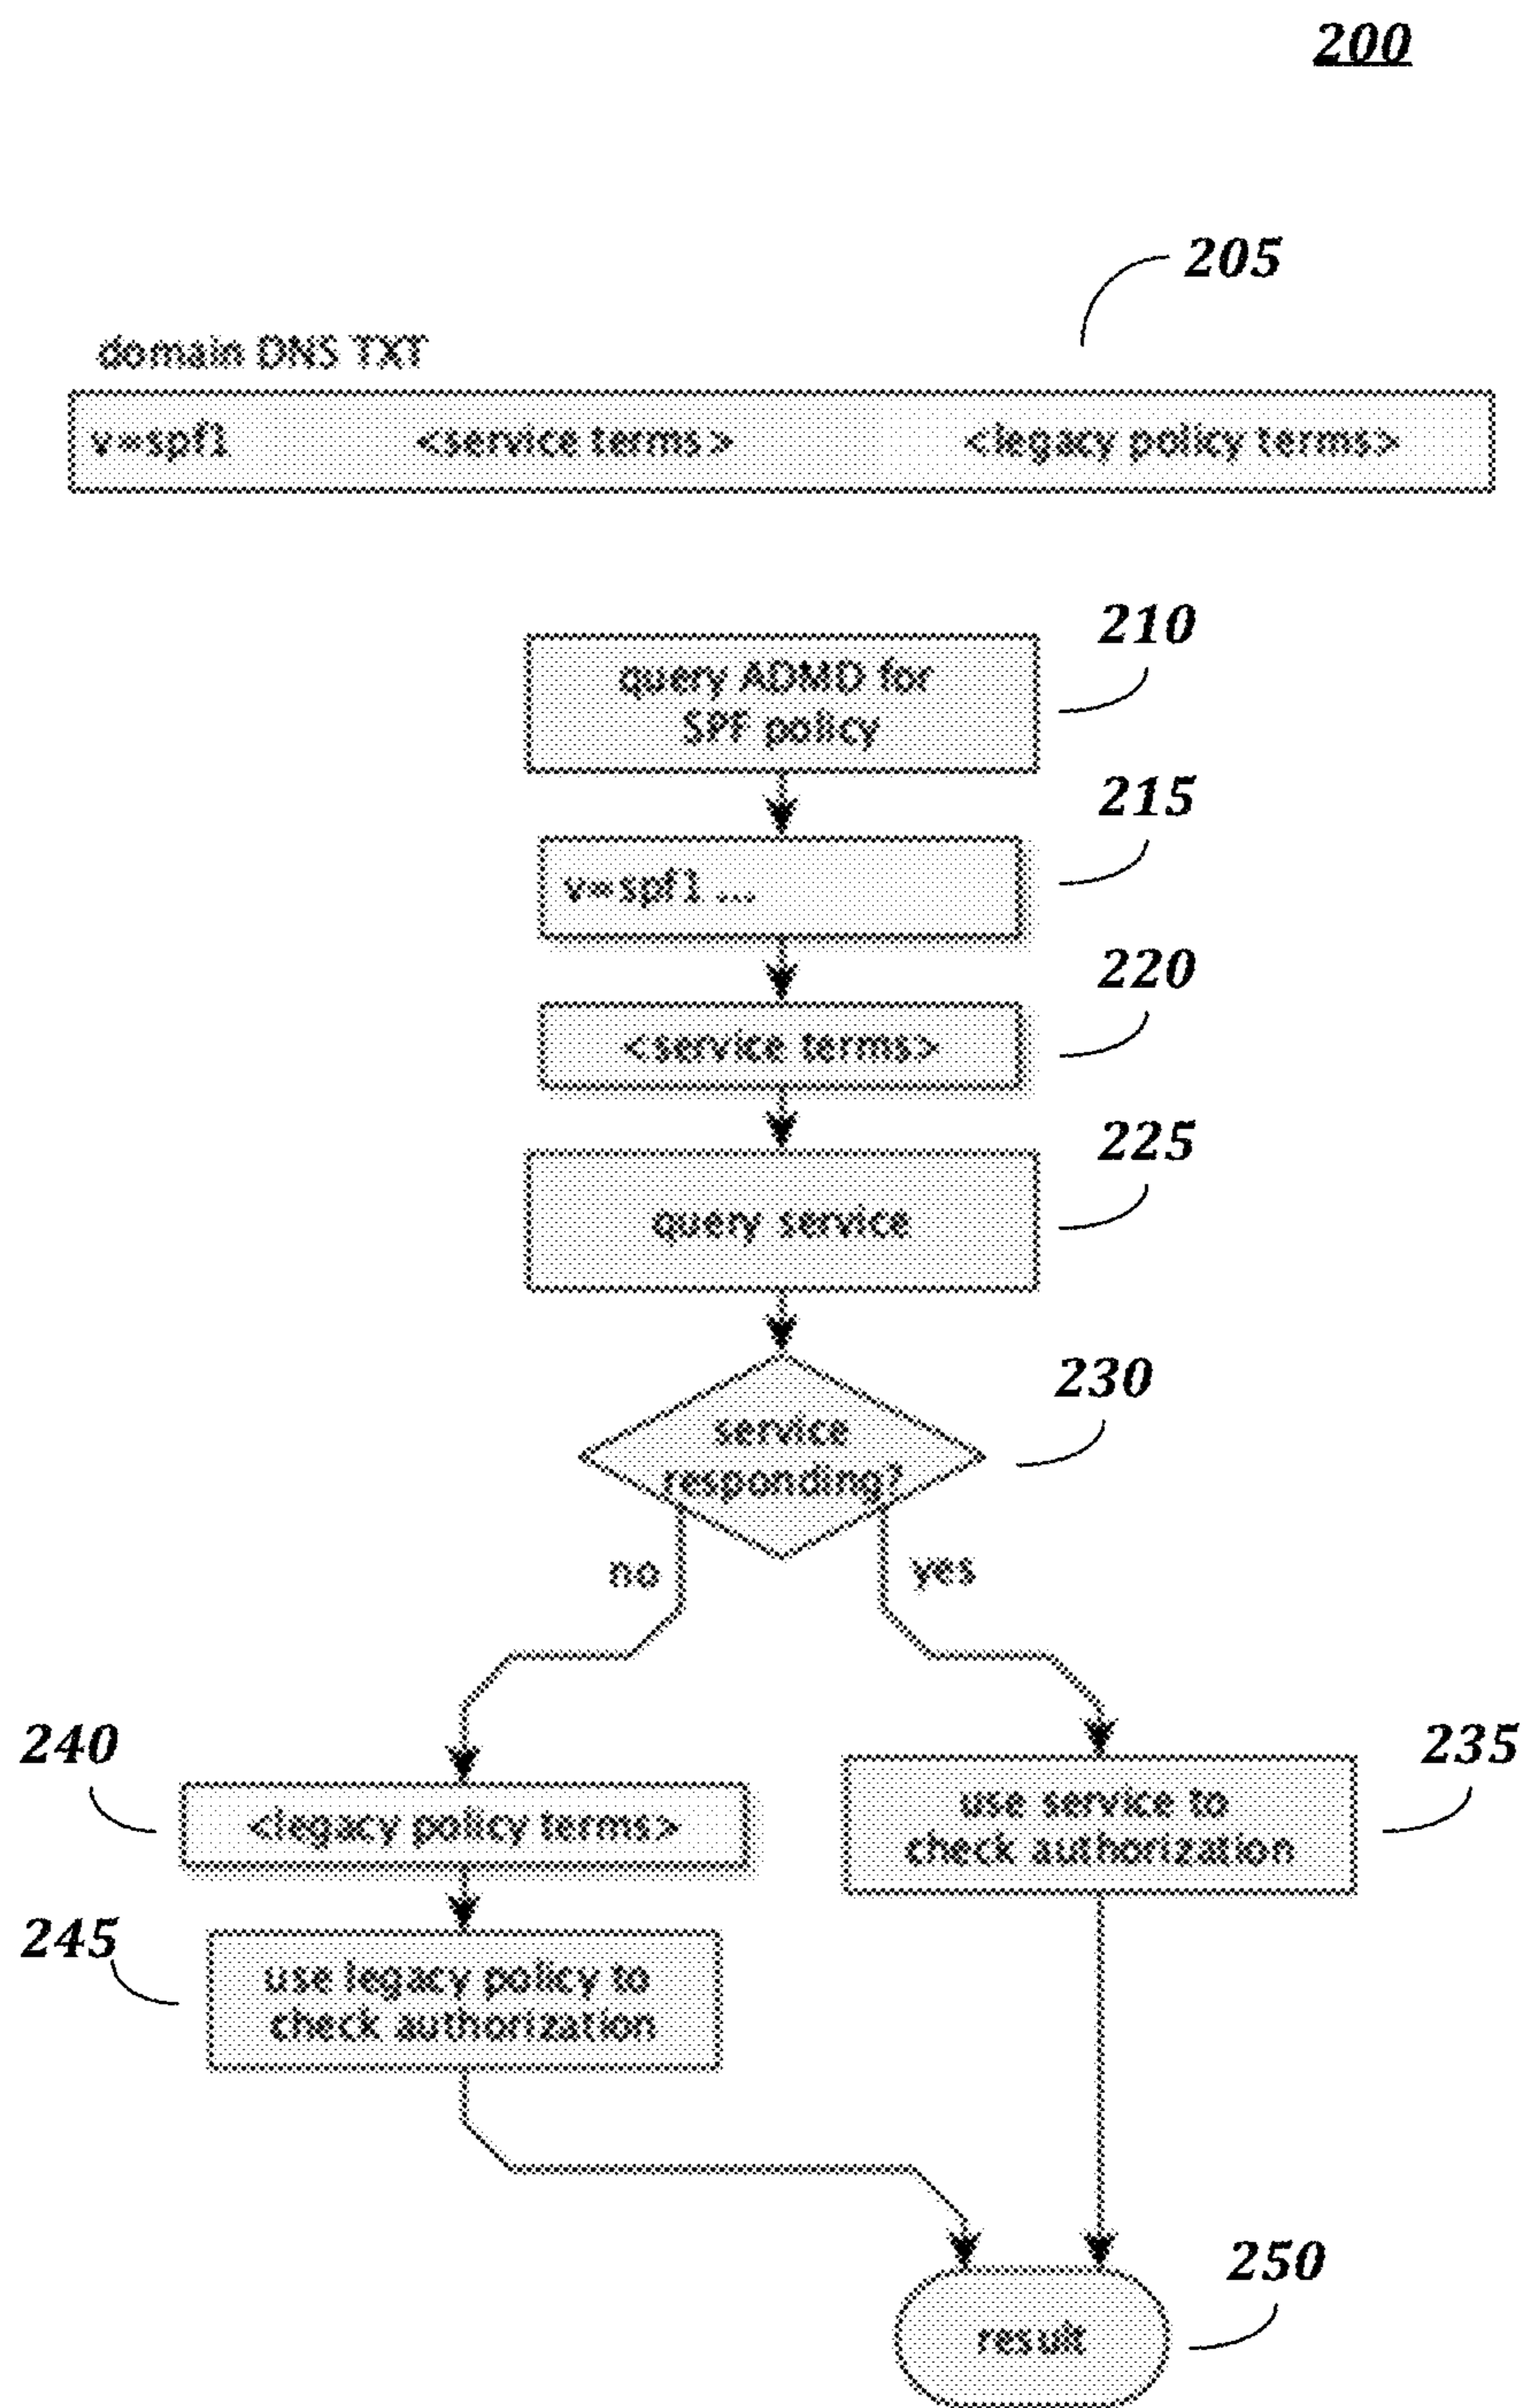 200
205
domain DNS TXT
v=spf1 <service terms> <legacy policy terms>
210
query ADMD for
SPF policy
215
v=spf1 ...
220
<service terms>
225
query service
230
service
responding?
no yes
240
<legacy policy terms>
235
use service to
check authorization
245
use legacy policy to
check authorization
250
result